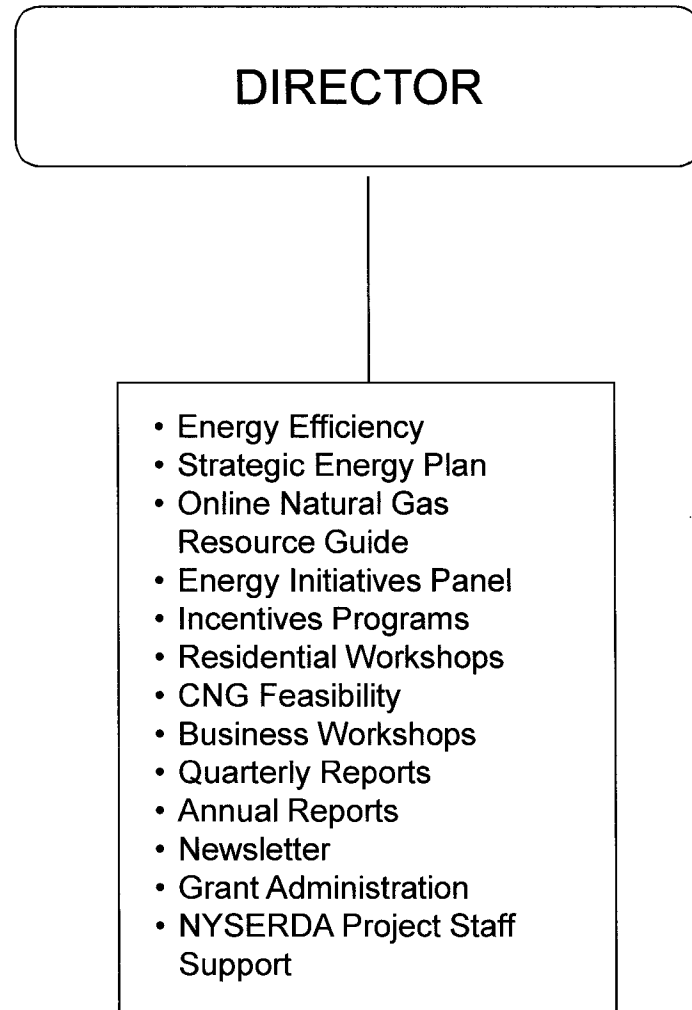 DIRECTOR
• Energy Efficiency
• Strategic Energy Plan
• Online Natural Gas
Resource Guide
• Energy Initiatives Panel
• Incentives Programs
• Residential Workshops
• CNG Feasibility
• Business Workshops
• Quarterly Reports
• Annual Reports
• Newsletter
• Grant Administration
• NYSERDA Project Staff
Support